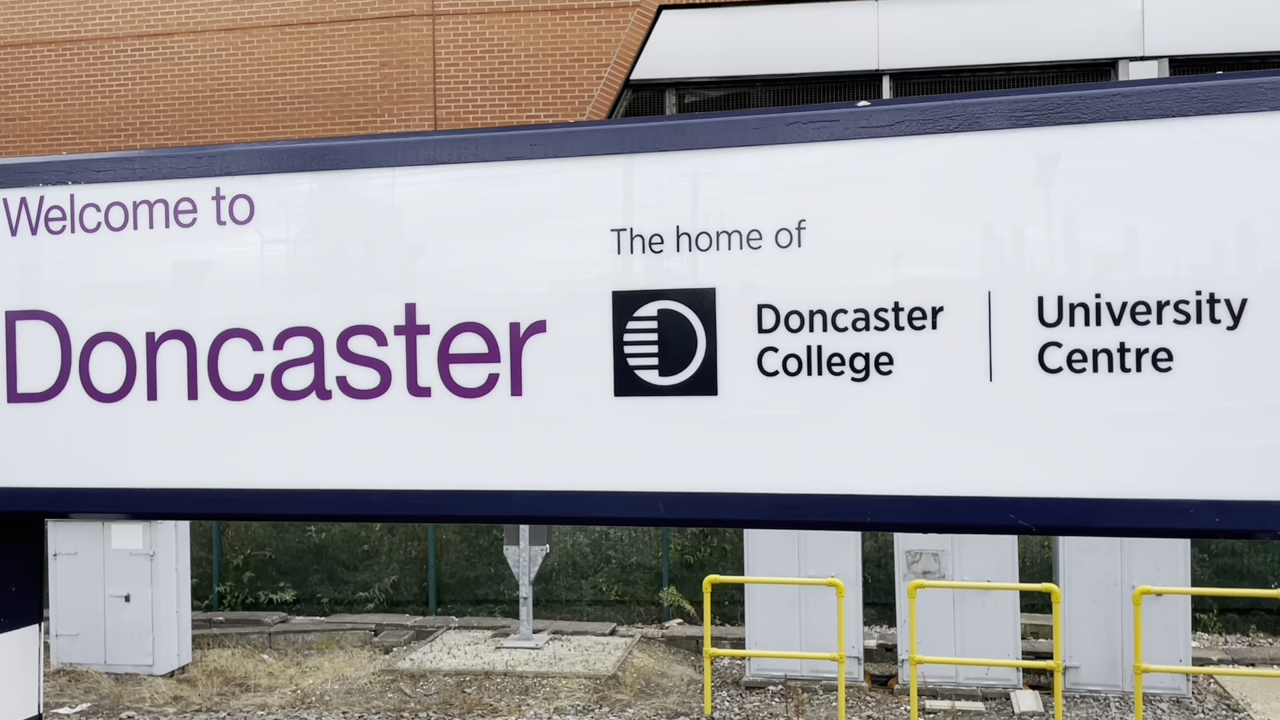 Welcome to
Doncaster
The home of
Doncaster
College
University
Centre